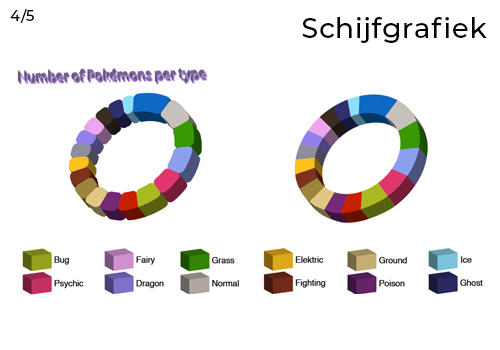 4/5
Schijfgrafiek
Number of Pokémons per type
Bug Fairy Grass Elektric Ground Ice
Psychic Dragon Normal Fighting Poison Ghost